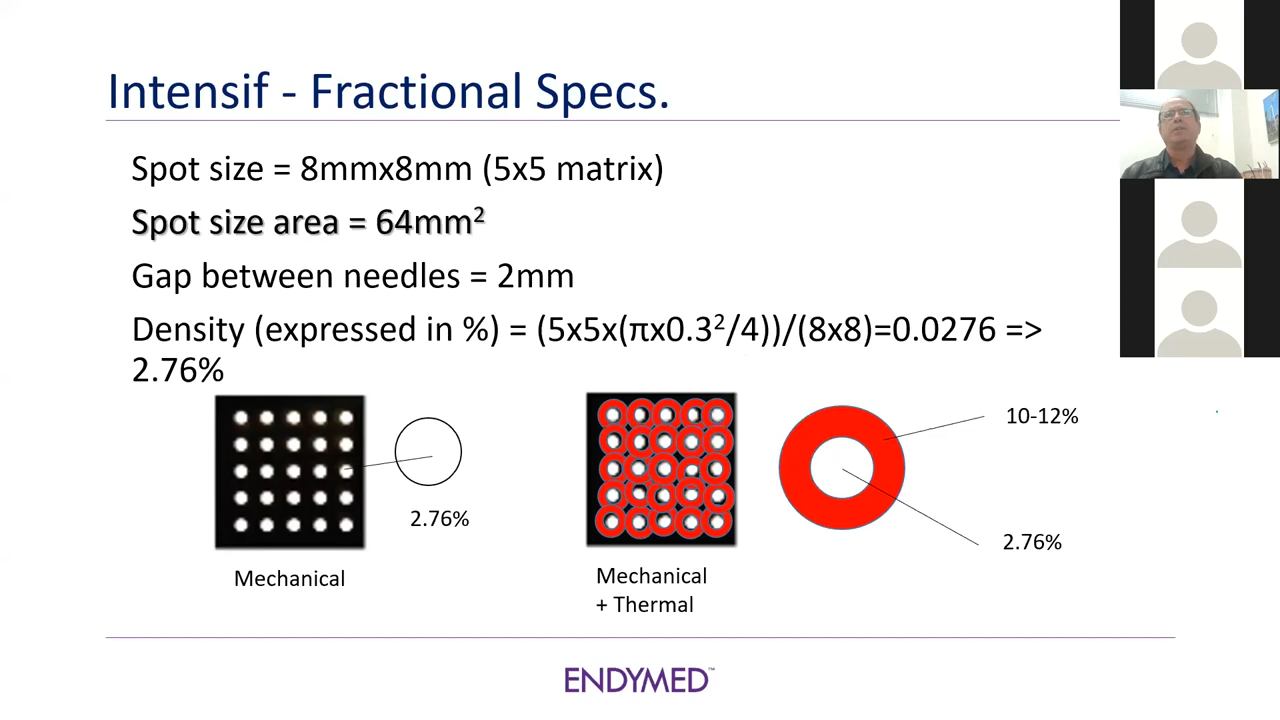 Intensif - Fractional Specs.
Spot size = 8mmx8mm (5x5 matrix)
Spot size area = 64mm²
Gap between needles = 2mm
Density (expressed in %) = (5x5x(πx0.3²/4))/(8x8)=0.0276 =>
2.76%
2.76%
Mechanical
10-12%
2.76%
Mechanical
+ Thermal
ENDYMED™